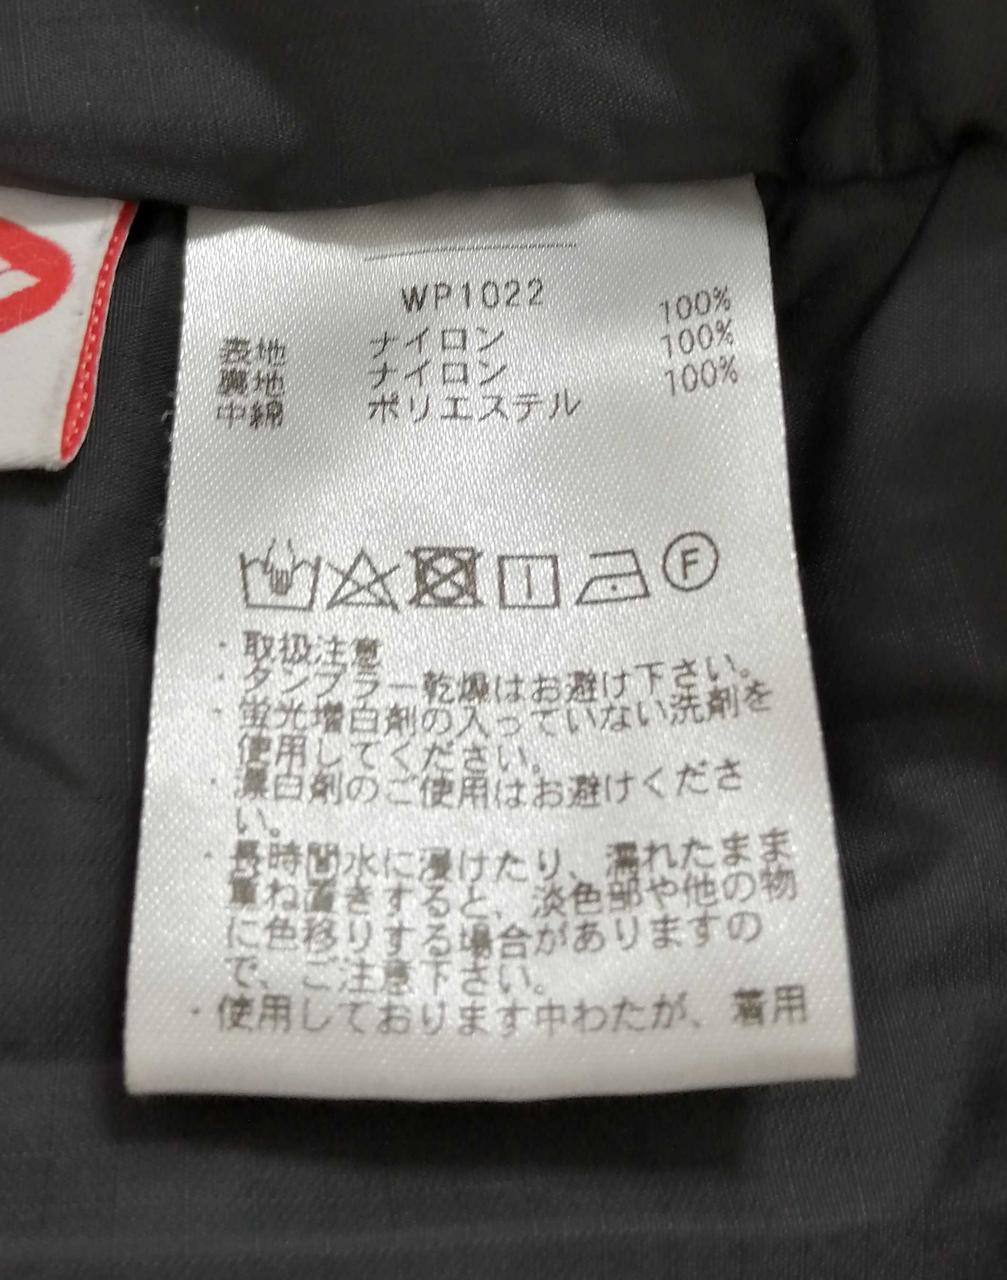 WP1022
表地 ナイロン 100%
裏地 ナイロン 100%
中綿 ポリエステル 100%
F
・取扱注意
・タンブラー乾燥はお避け下さい。
・蛍光増白剤の入っていない洗剤を
使用してください。
・漂白剤のご使用はお避けくださ
い。
・長時間水に浸けたり、濡れたまま
重ね置きすると、淡色部や他の物
に色移りする場合がありますの
で、ご注意下さい。
・使用しております中わたが、着用